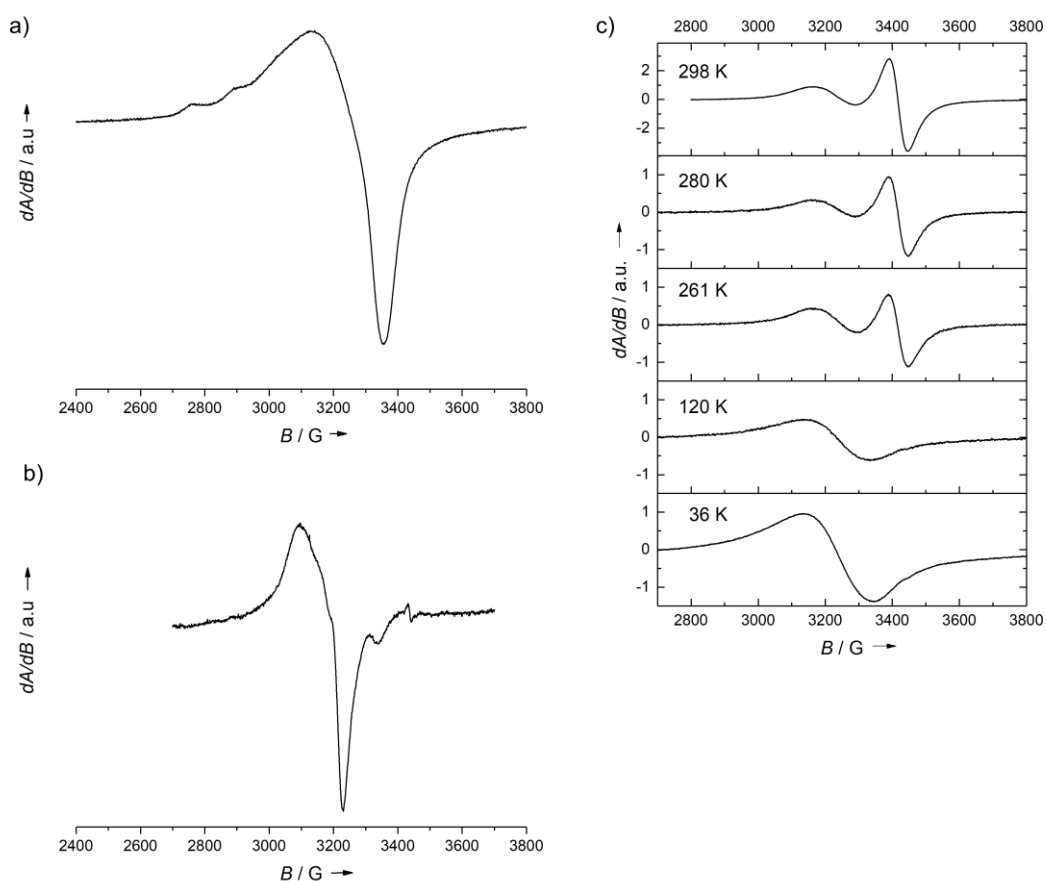 a)
dA/dB / a.u →
2400 2600 2800 3000 3200 3400 3600 3800
B / G →
b)
dA/dB / a.u →
2400 2600 2800 3000 3200 3400 3600 3800
B / G →
c)
2800 3000 3200 3400 3600 3800
298 K
2
0
-2
280 K
1
0
-1
261 K
1
0
-1
120 K
1
0
-1
36 K
1
0
-1
dA/dB / a.u. →
2800 3000 3200 3400 3600 3800
B / G →